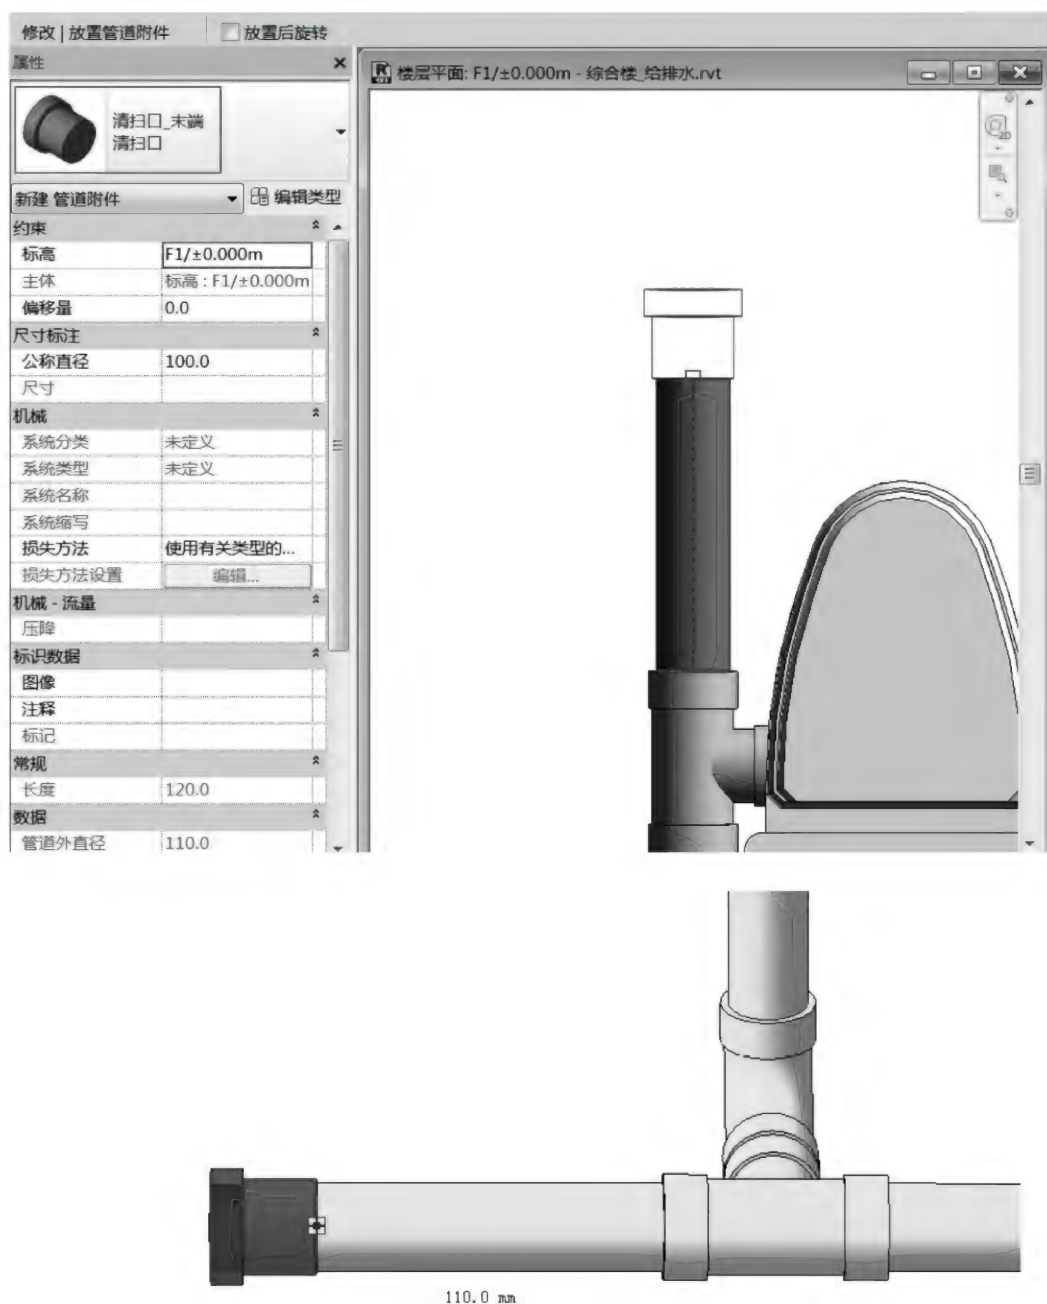 修改 | 放置管道附件 放置后旋转
属性
清扫口_末端
清扫口
新建 管道附件 编辑类型
约束
标高 F1/±0.000m
主体 标高 : F1/±0.000m
偏移量 0.0
尺寸标注
公称直径 100.0
尺寸
机械
系统分类 未定义
系统类型 未定义
系统名称
系统缩写
损失方法 使用有关类型的...
损失方法设置 编辑...
机械 - 流量
压降
标识数据
图像
注释
标记
常规
长度 120.0
数据
管道外直径 110.0
楼层平面: F1/±0.000m - 综合楼_给排水.rvt
2D
110.0 mm